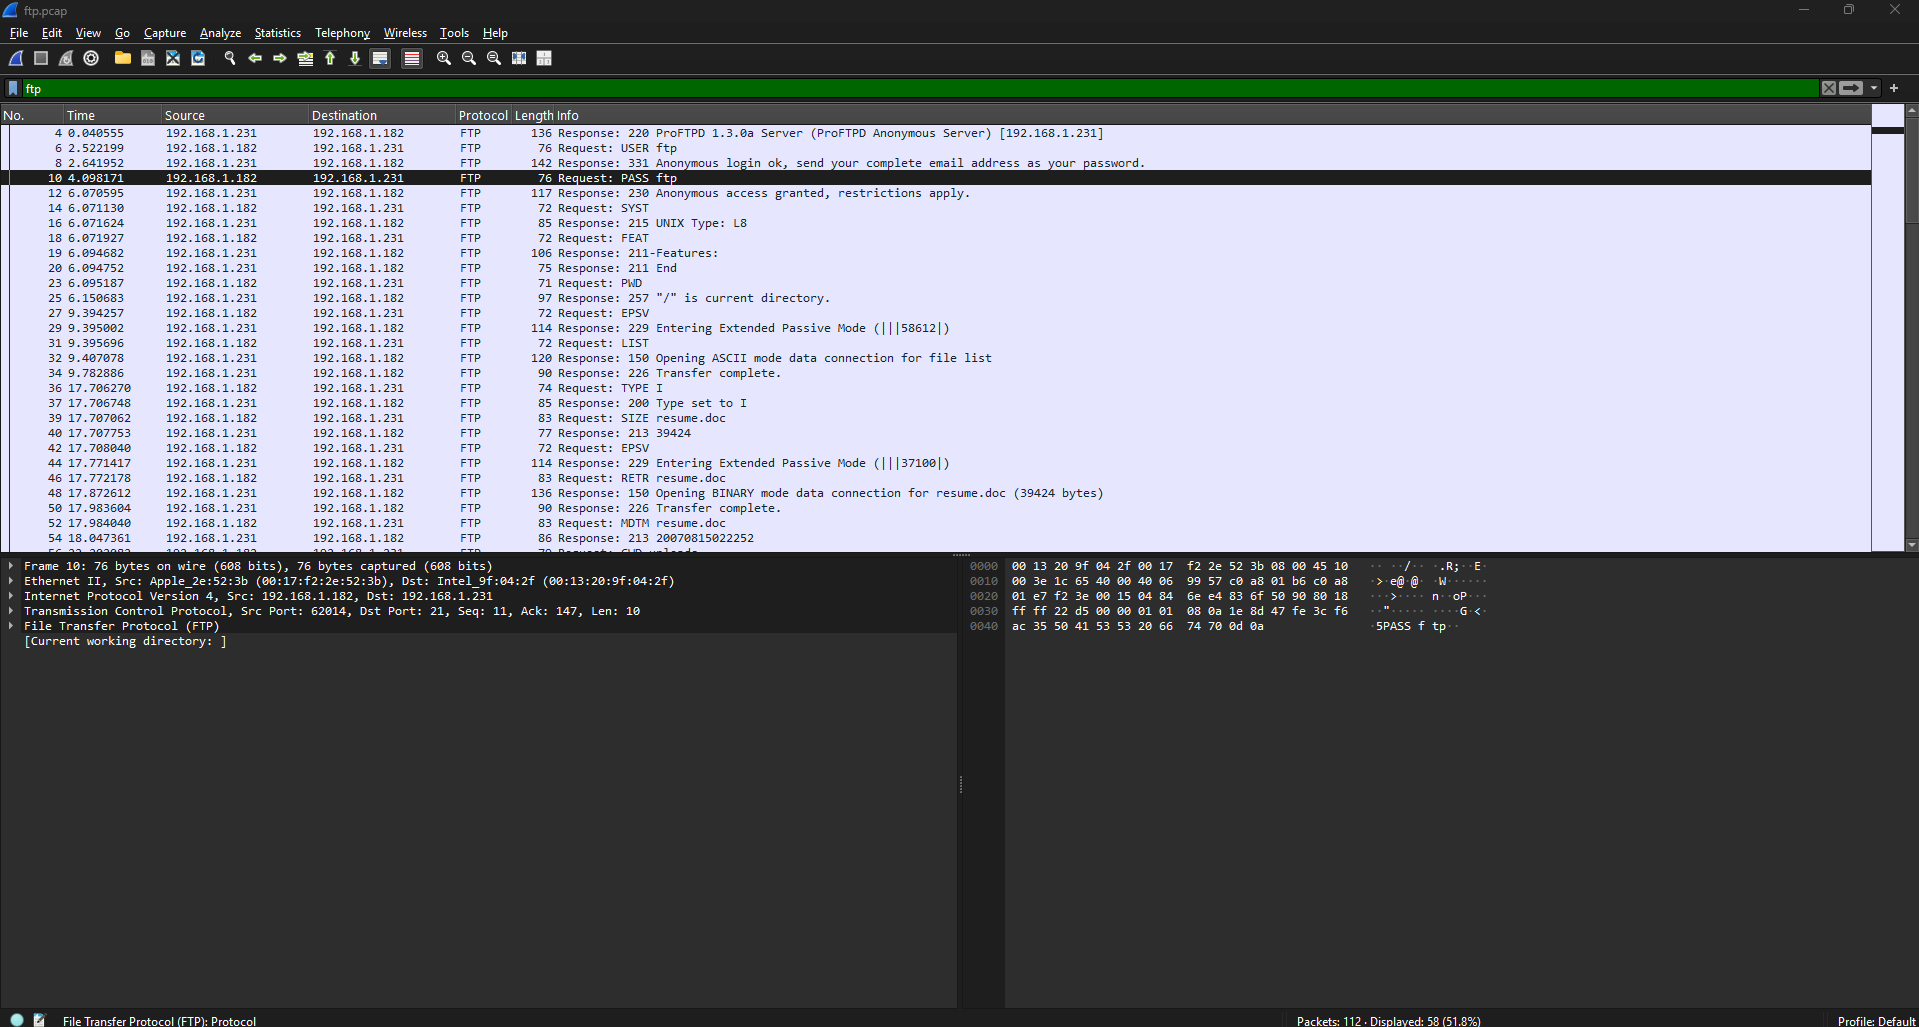 ftp.pcap
File Edit View Go Capture Analyze Statistics Telephony Wireless Tools Help
ftp
No. Time Source Destination Protocol Length Info
4 0.040555 192.168.1.231 192.168.1.182 FTP 136 Response: 220 ProFTPD 1.3.0a Server (ProFTPD Anonymous Server) [192.168.1.231]
6 2.522199 192.168.1.182 192.168.1.231 FTP 76 Request: USER ftp
8 2.641952 192.168.1.231 192.168.1.182 FTP 142 Response: 331 Anonymous login ok, send your complete email address as your password.
10 4.098171 192.168.1.182 192.168.1.231 FTP 76 Request: PASS ftp
12 6.070595 192.168.1.231 192.168.1.182 FTP 117 Response: 230 Anonymous access granted, restrictions apply.
14 6.071130 192.168.1.182 192.168.1.231 FTP 72 Request: SYST
16 6.071624 192.168.1.231 192.168.1.182 FTP 85 Response: 215 UNIX Type: L8
18 6.071927 192.168.1.182 192.168.1.231 FTP 72 Request: FEAT
19 6.094682 192.168.1.231 192.168.1.182 FTP 106 Response: 211-Features:
20 6.094752 192.168.1.231 192.168.1.182 FTP 75 Response: 211 End
23 6.095187 192.168.1.182 192.168.1.231 FTP 71 Request: PWD
25 6.150683 192.168.1.231 192.168.1.182 FTP 97 Response: 257 "/" is current directory.
27 9.394257 192.168.1.182 192.168.1.231 FTP 72 Request: EPSV
29 9.395002 192.168.1.231 192.168.1.182 FTP 114 Response: 229 Entering Extended Passive Mode (|||58612|)
31 9.395696 192.168.1.182 192.168.1.231 FTP 72 Request: LIST
32 9.407078 192.168.1.231 192.168.1.182 FTP 120 Response: 150 Opening ASCII mode data connection for file list
34 9.782886 192.168.1.231 192.168.1.182 FTP 90 Response: 226 Transfer complete.
36 17.706270 192.168.1.182 192.168.1.231 FTP 74 Request: TYPE I
37 17.706748 192.168.1.231 192.168.1.182 FTP 85 Response: 200 Type set to I
39 17.707062 192.168.1.182 192.168.1.231 FTP 83 Request: SIZE resume.doc
40 17.707753 192.168.1.231 192.168.1.182 FTP 77 Response: 213 39424
42 17.708040 192.168.1.182 192.168.1.231 FTP 72 Request: EPSV
44 17.771417 192.168.1.231 192.168.1.182 FTP 114 Response: 229 Entering Extended Passive Mode (|||37100|)
46 17.772178 192.168.1.182 192.168.1.231 FTP 83 Request: RETR resume.doc
48 17.872612 192.168.1.231 192.168.1.182 FTP 136 Response: 150 Opening BINARY mode data connection for resume.doc (39424 bytes)
50 17.983604 192.168.1.231 192.168.1.182 FTP 90 Response: 226 Transfer complete.
52 17.984040 192.168.1.182 192.168.1.231 FTP 83 Request: MDTM resume.doc
54 18.047361 192.168.1.231 192.168.1.182 FTP 86 Response: 213 20070815022252
Frame 10: 76 bytes on wire (608 bits), 76 bytes captured (608 bits)
Ethernet II, Src: Apple_2e:52:3b (00:17:f2:2e:52:3b), Dst: Intel_9f:04:2f (00:13:20:9f:04:2f)
Internet Protocol Version 4, Src: 192.168.1.182, Dst: 192.168.1.231
Transmission Control Protocol, Src Port: 62014, Dst Port: 21, Seq: 11, Ack: 147, Len: 10
File Transfer Protocol (FTP)
[Current working directory: ]
0000 00 13 20 9f 04 2f 00 17 f2 2e 52 3b 08 00 45 10 ·· ··/·· ·.R;··E·
0010 00 3e 1c 65 40 00 40 06 99 57 c0 a8 01 b6 c0 a8 ·>·e@·@· ·W······
0020 01 e7 f2 3e 00 15 04 84 6e e4 83 6f 50 90 80 18 ···>···· n··oP···
0030 ff ff 22 d5 00 00 01 01 08 0a 1e 8d 47 fe 3c f6 ··"····· ····G·<·
0040 ac 35 50 41 53 53 20 66 74 70 0d 0a ·5PASS f tp··
File Transfer Protocol (FTP): Protocol
Packets: 112 · Displayed: 58 (51.8%)
Profile: Default